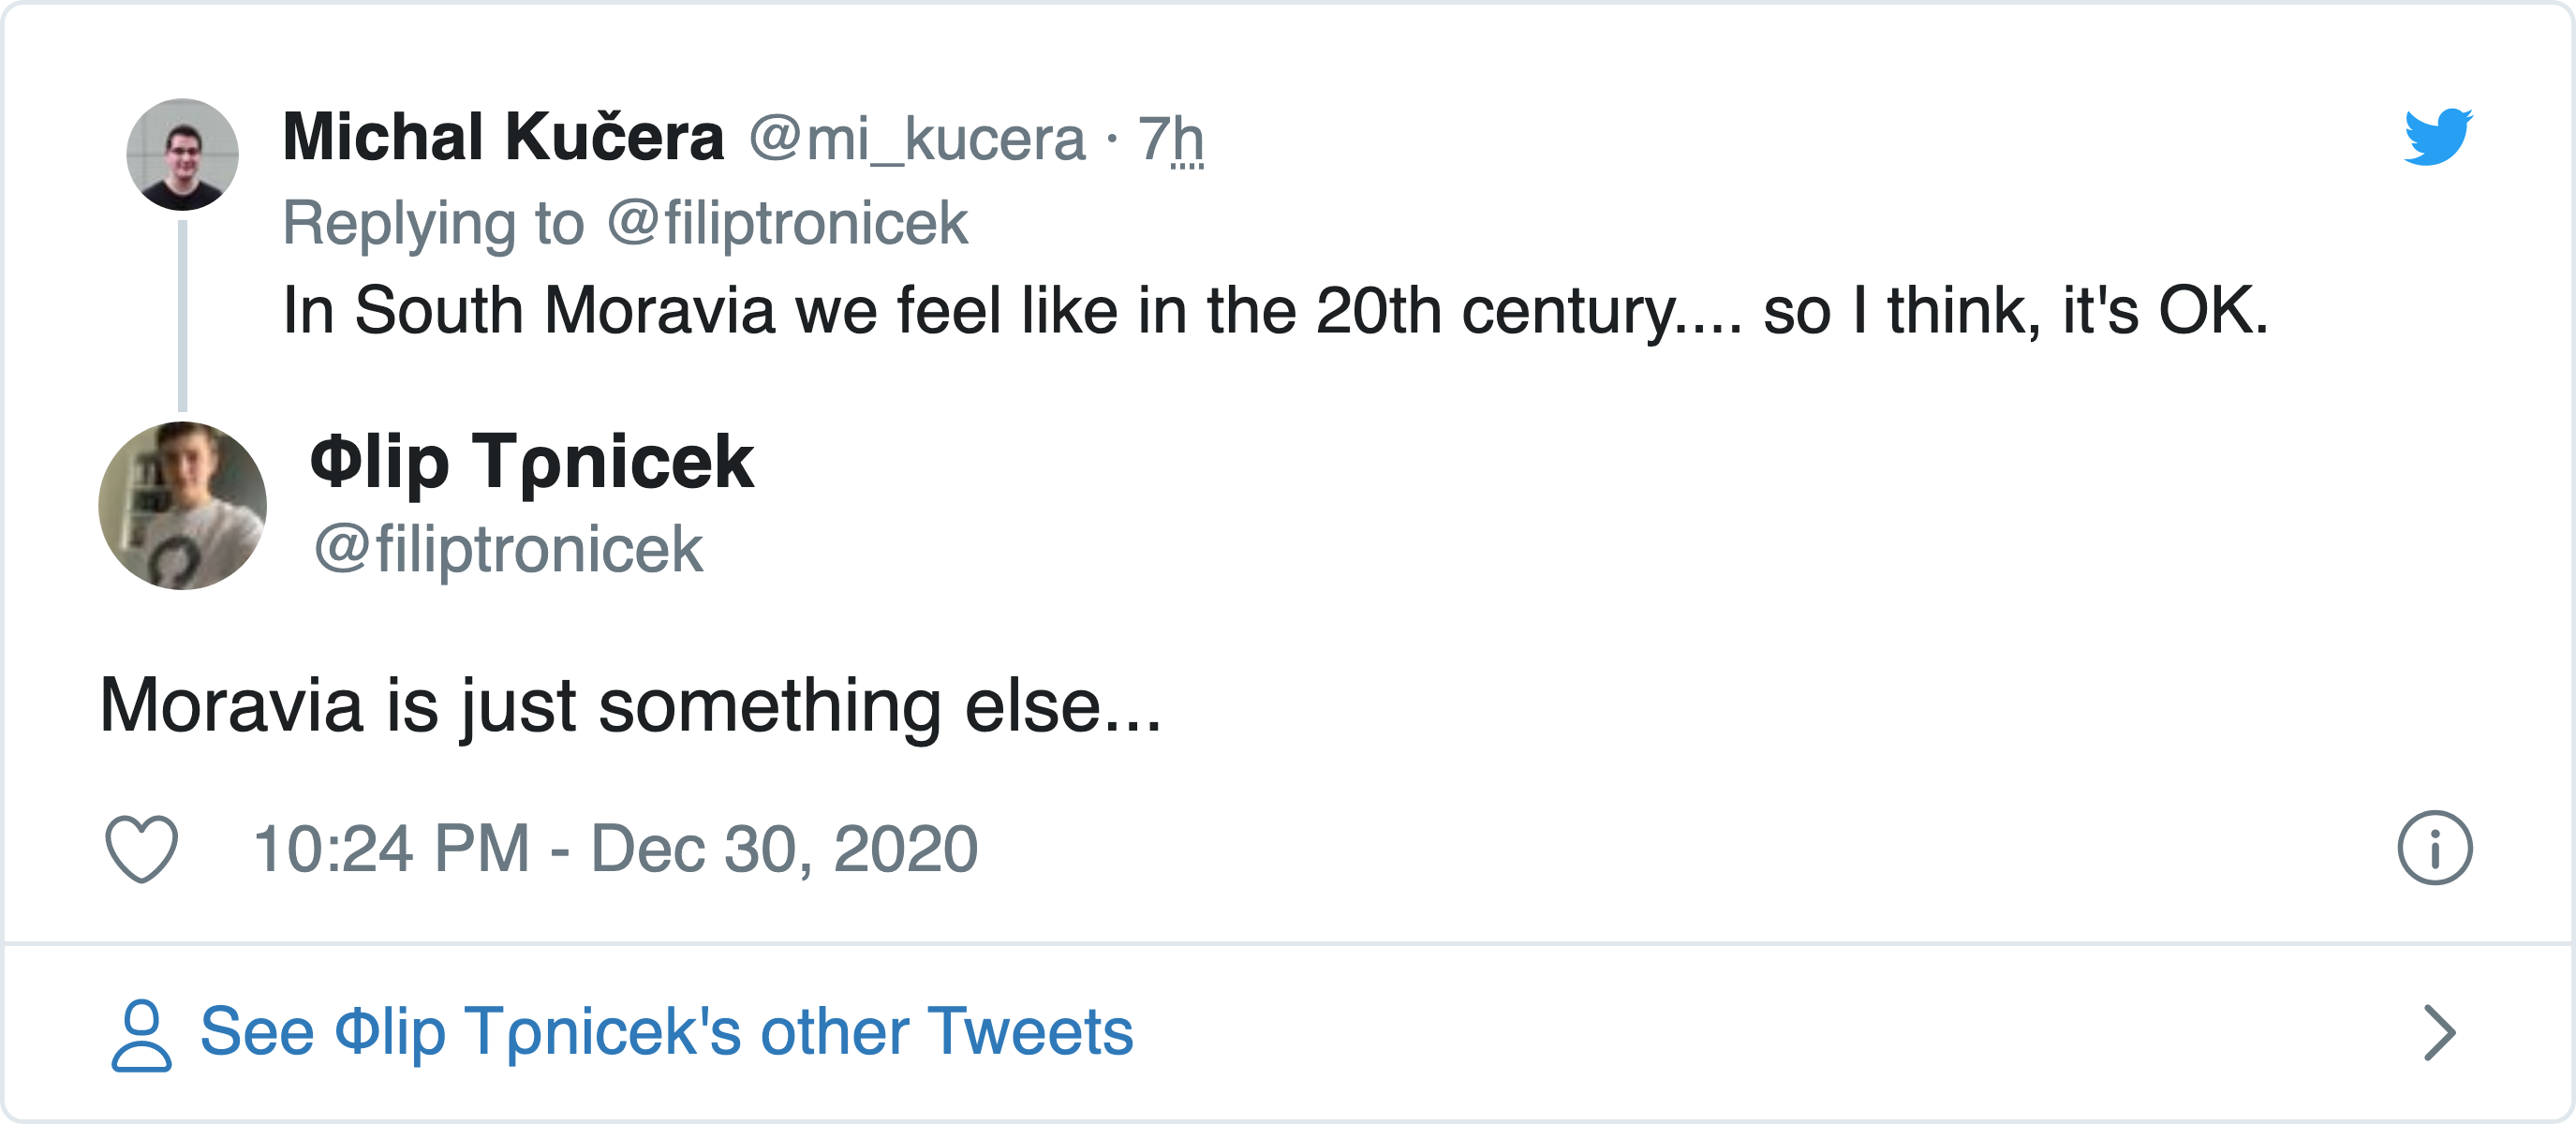 Michal Kučera @mi_kucera · 7h
Replying to @filiptronicek
In South Moravia we feel like in the 20th century.... so I think, it's OK.
Φlip Tρnicek
@filiptronicek
Moravia is just something else...
10:24 PM - Dec 30, 2020
See Φlip Tρnicek's other Tweets